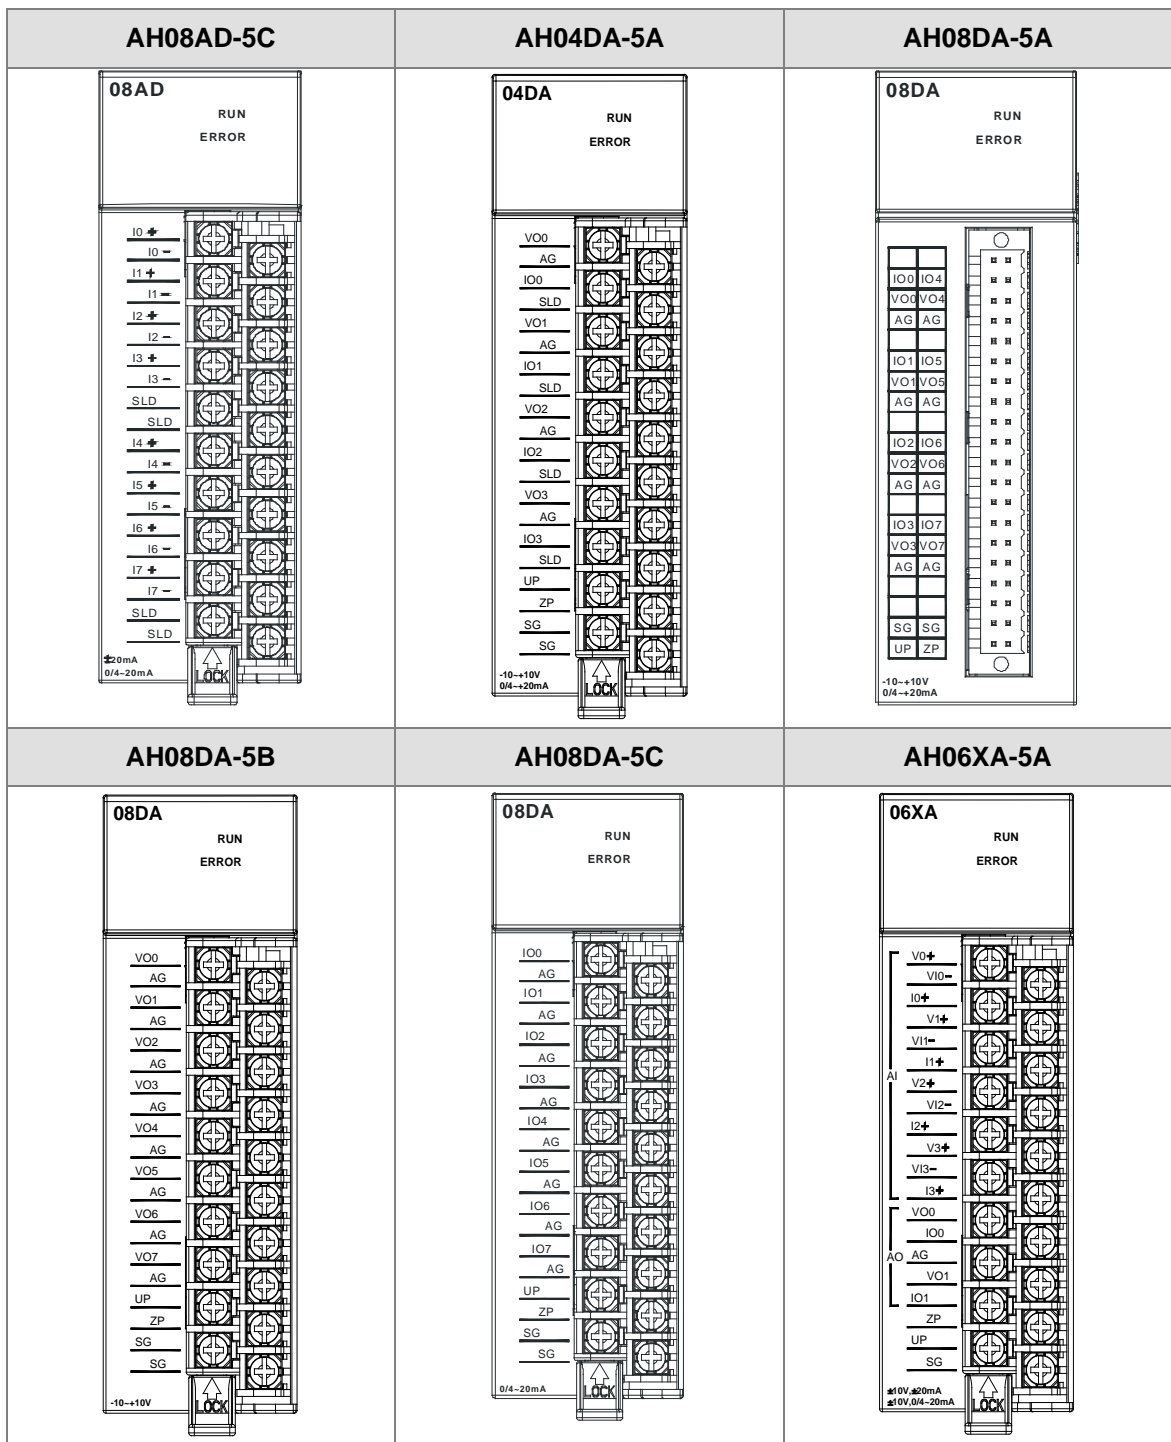 AH08AD-5C
AH04DA-5A
AH08DA-5A
08AD
RUN
ERROR
I0 +
I0 -
I1 +
I1 -
I2 +
I2 -
I3 +
I3 -
SLD
SLD
I4 +
I4 -
I5 +
I5 -
I6 +
I6 -
I7 +
I7 -
SLD
SLD
±20mA
0/4~20mA
LOCK
04DA
RUN
ERROR
VO0
AG
IO0
SLD
VO1
AG
IO1
SLD
VO2
AG
IO2
SLD
VO3
AG
IO3
SLD
UP
ZP
SG
SG
-10~+10V
0/4~+20mA
LOCK
08DA
RUN
ERROR
IO0 IO4
VO0 VO4
AG AG
IO1 IO5
VO1 VO5
AG AG
IO2 IO6
VO2 VO6
AG AG
IO3 IO7
VO3 VO7
AG AG
SG SG
UP ZP
-10~+10V
0/4~+20mA
AH08DA-5B
AH08DA-5C
AH06XA-5A
08DA
RUN
ERROR
VO0
AG
VO1
AG
VO2
AG
VO3
AG
VO4
AG
VO5
AG
VO6
AG
VO7
AG
UP
ZP
SG
SG
-10~+10V
LOCK
08DA
RUN
ERROR
IO0
AG
IO1
AG
IO2
AG
IO3
AG
IO4
AG
IO5
AG
IO6
AG
IO7
AG
UP
ZP
SG
SG
0/4~20mA
LOCK
06XA
RUN
ERROR
AI
V0+
VI0-
I0+
V1+
VI1-
I1+
V2+
VI2-
I2+
V3+
VI3-
I3+
AO
VO0
IO0
AG
VO1
IO1
ZP
UP
SG
±10V,±20mA
±10V,0/4~20mA
LOCK